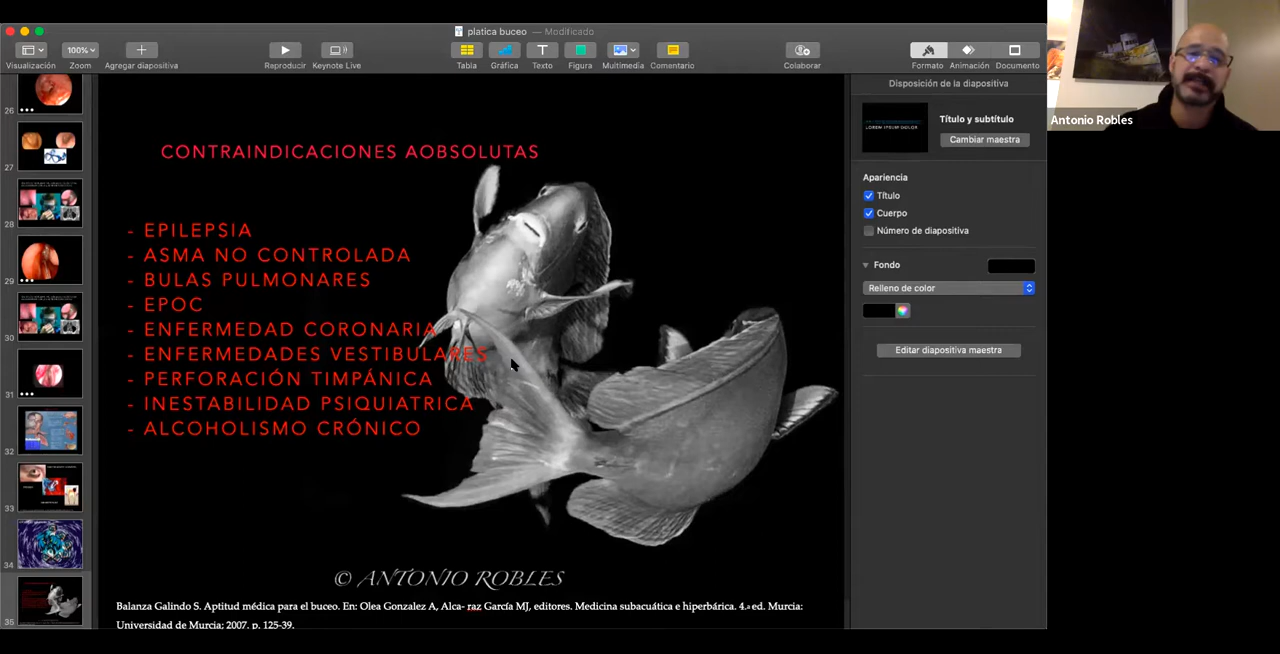 platica buceo — Modificado
100%
Visualización
Zoom
Agregar diapositiva
Reproducir
Keynote Live
Tabla
Gráfica
Texto
Figura
Multimedia
Comentario
Colaborar
Formato
Animación
Documento
Disposición de la diapositiva
LOREM IPSUM DOLOR
Título y subtítulo
Cambiar maestra
Apariencia
Título
Cuerpo
Número de diapositiva
Fondo
Relleno de color
Editar diapositiva maestra
Antonio Robles
26
27
28
29
30
31
32
33
34
35
CONTRAINDICACIONES AOBSOLUTAS
- EPILEPSIA
- ASMA NO CONTROLADA
- BULAS PULMONARES
- EPOC
- ENFERMEDAD CORONARIA
- ENFERMEDADES VESTIBULARES
- PERFORACIÓN TIMPÁNICA
- INESTABILIDAD PSIQUIATRICA
- ALCOHOLISMO CRÓNICO
© ANTONIO ROBLES
Balanza Galindo S. Aptitud médica para el buceo. En: Olea Gonzalez A, Alca- raz García MJ, editores. Medicina subacuática e hiperbárica. 4.a ed. Murcia:
Universidad de Murcia; 2007. p. 125-39.